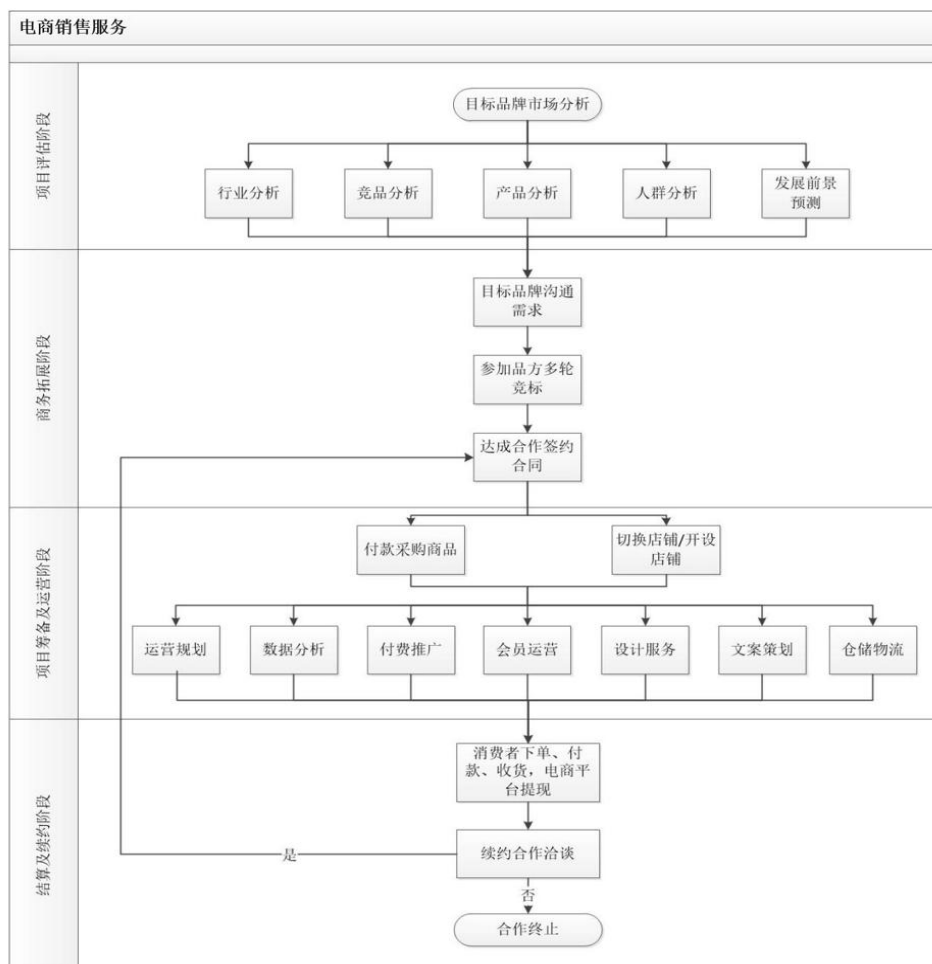 电商销售服务
项目评估阶段
目标品牌市场分析
行业分析
竞品分析
产品分析
人群分析
发展前景
预测
商务拓展阶段
目标品牌沟通
需求
参加品方多轮
竞标
达成合作签约
合同
项目筹备及运营阶段
付款采购商品
切换店铺/开设
店铺
运营规划
数据分析
付费推广
会员运营
设计服务
文案策划
仓储物流
结算及续约阶段
消费者下单、付
款、收货，电商平
台提现
续约合作洽谈
是
否
合作终止